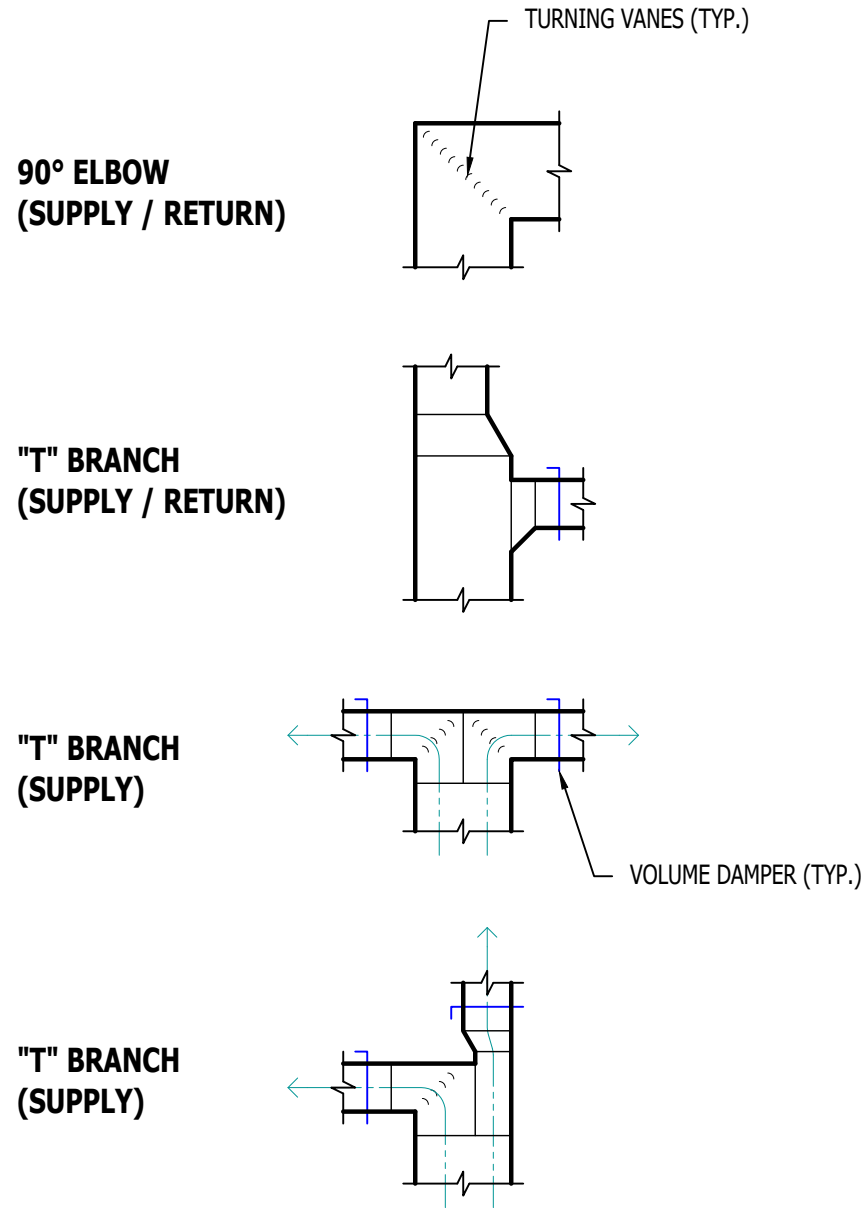 TURNING VANES (TYP.)
90° ELBOW
(SUPPLY / RETURN)
"T" BRANCH
(SUPPLY / RETURN)
"T" BRANCH
(SUPPLY)
VOLUME DAMPER (TYP.)
"T" BRANCH
(SUPPLY)